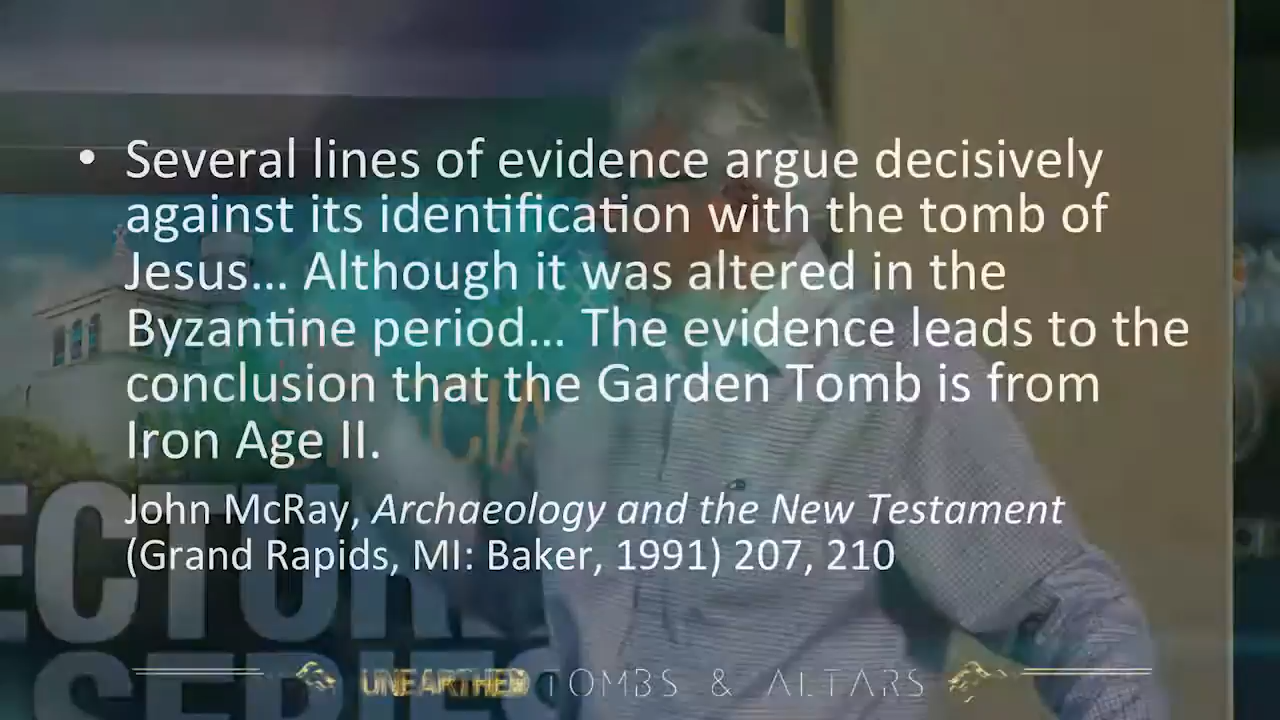 • Several lines of evidence argue decisively
against its identification with the tomb of
Jesus... Although it was altered in the
Byzantine period... The evidence leads to the
conclusion that the Garden Tomb is from
Iron Age II.
John McRay, Archaeology and the New Testament
(Grand Rapids, MI: Baker, 1991) 207, 210
ECTUR
SERI
UNEARTHED TOMBS & ALTARS